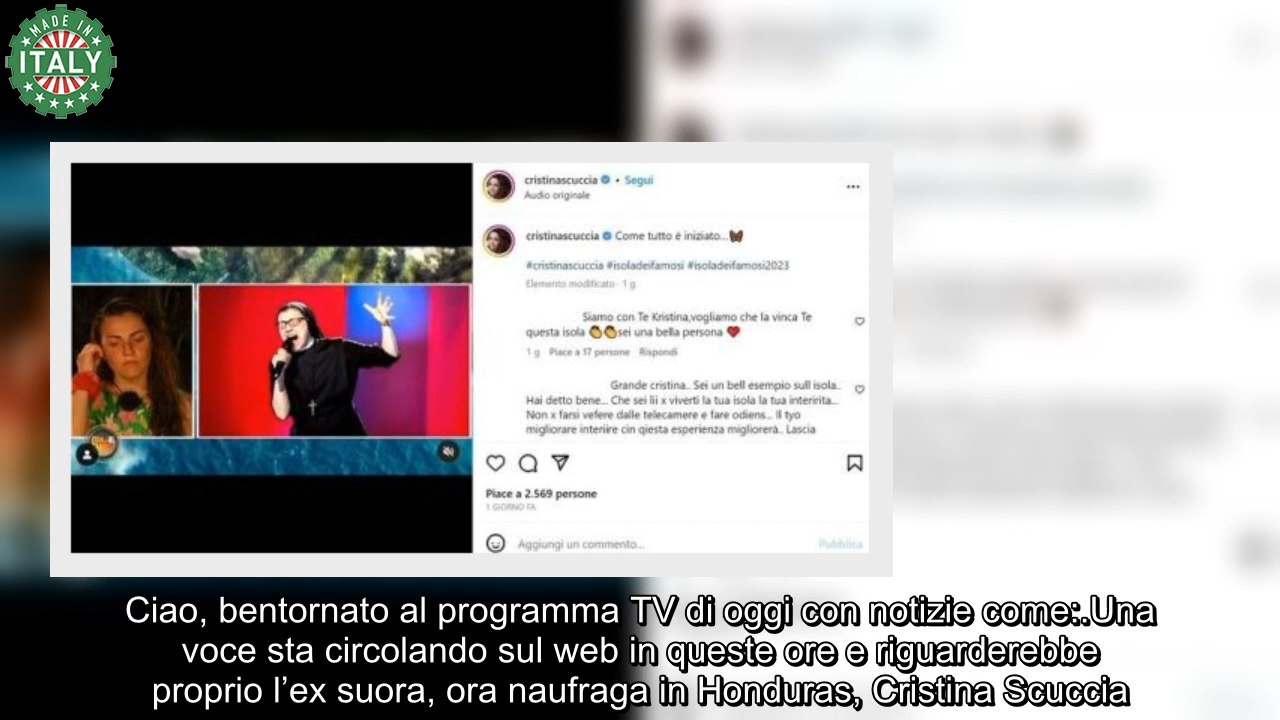 MADE IN
ITALY
cristinascuccia • Segui
Audio originale
cristinascuccia Come tutto è iniziato...
#cristinascuccia #isoladeifamosi #isoladeifamosi2023
Elemento modificato · 1 g
Siamo con Te Kristina,vogliamo che la vinca Te
questa isola 👏👏sei una bella persona ❤️
1 g Piace a 17 persone Rispondi
Grande cristina.. Sei un bell esempio sull isola..
Hai detto bene... Che sei lii x viverti la tua isola la tua interirita...
Non x farsi vefere dalle telecamere e fare odiens... Il tyo
migliorare interiire cin qiesta esperienza migliorerà.. Lascia
Piace a 2.569 persone
1 GIORNO FA
Aggiungi un commento...
Pubblica
Ciao, bentornato al programma TV di oggi con notizie come:.Una
voce sta circolando sul web in queste ore e riguarderebbe
proprio l’ex suora, ora naufraga in Honduras, Cristina Scuccia